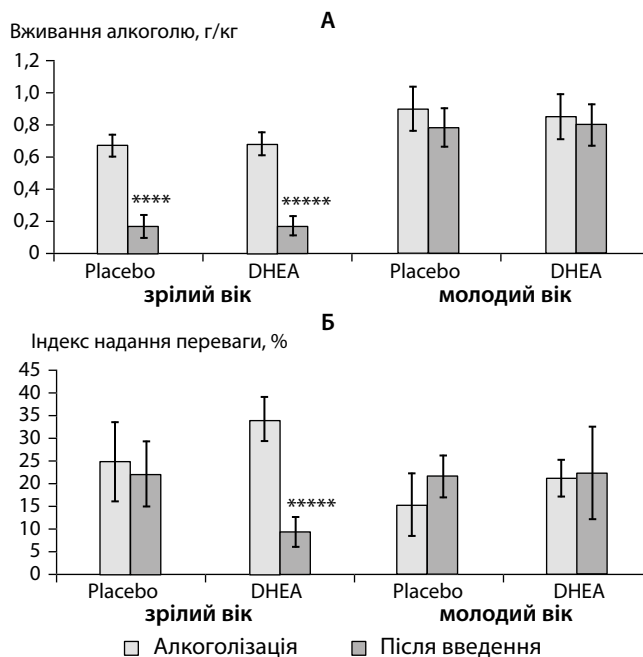 А
Вживання алкоголю, г/кг
1,2
1,0
0,8
0,6
0,4
0,2
0
**** *****
Placebo DHEA Placebo DHEA
зрілий вік молодий вік
Б
Індекс надання переваги, %
45
40
35
30
25
20
15
10
5
0
*****
Placebo DHEA Placebo DHEA
зрілий вік молодий вік
Алкоголізація Після введення